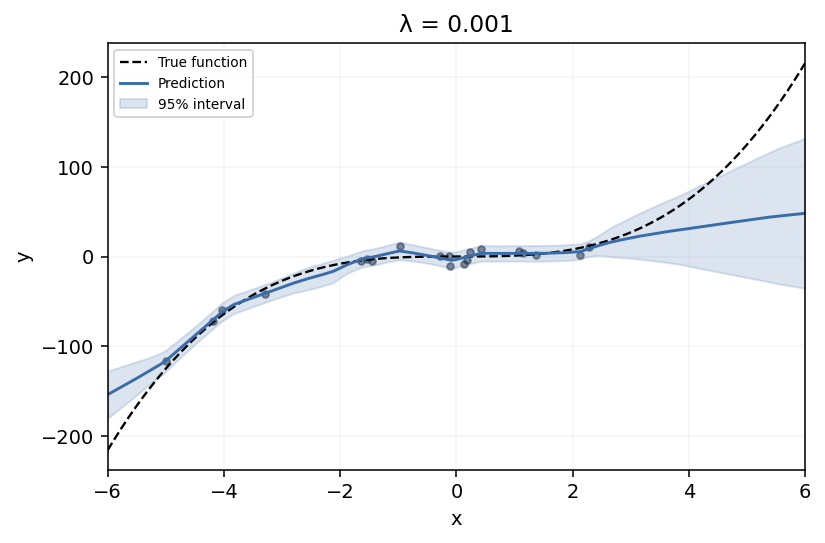 λ = 0.001
True function
Prediction
95% interval
200
100
0
−100
−200
y
−6 −4 −2 0 2 4 6
x